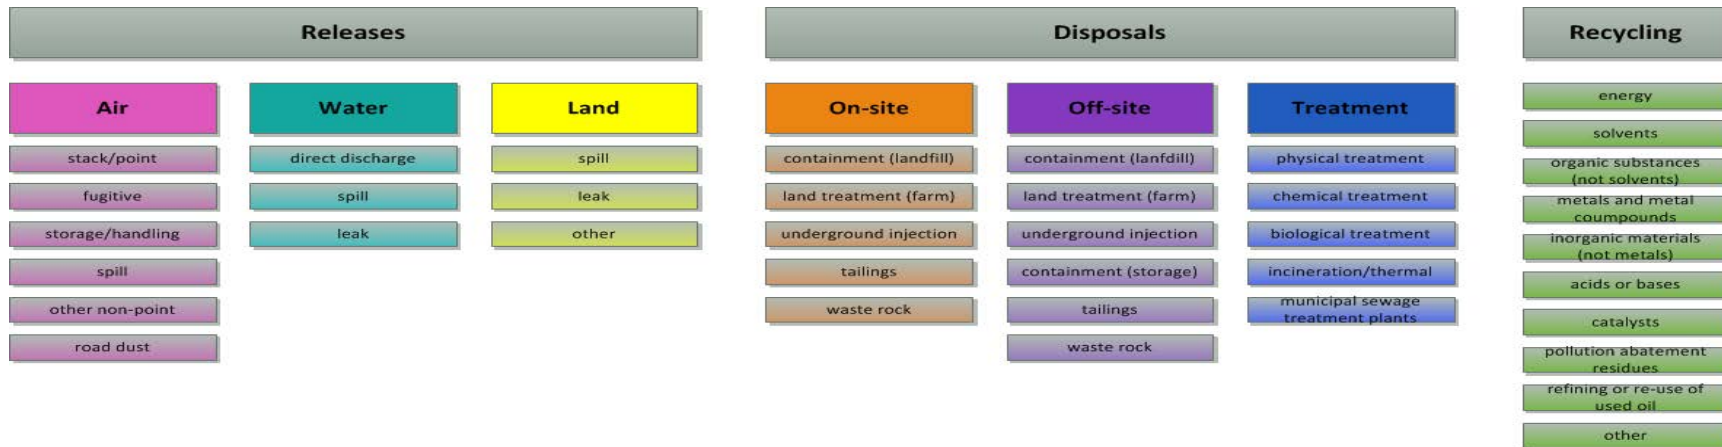 Releases
Disposals
Recycling
Air
Water
Land
On-site
Off-site
Treatment
stack/point
fugitive
storage/handling
spill
other non-point
road dust
direct discharge
spill
leak
spill
leak
other
containment (landfill)
land treatment (farm)
underground injection
tailings
waste rock
containment (lanfdill)
land treatment (farm)
underground injection
containment (storage)
tailings
waste rock
physical treatment
chemical treatment
biological treatment
incineration/thermal
municipal sewage
treatment plants
energy
solvents
organic substances
(not solvents)
metals and metal
coumpounds
inorganic materials
(not metals)
acids or bases
catalysts
pollution abatement
residues
refining or re-use of
used oil
other